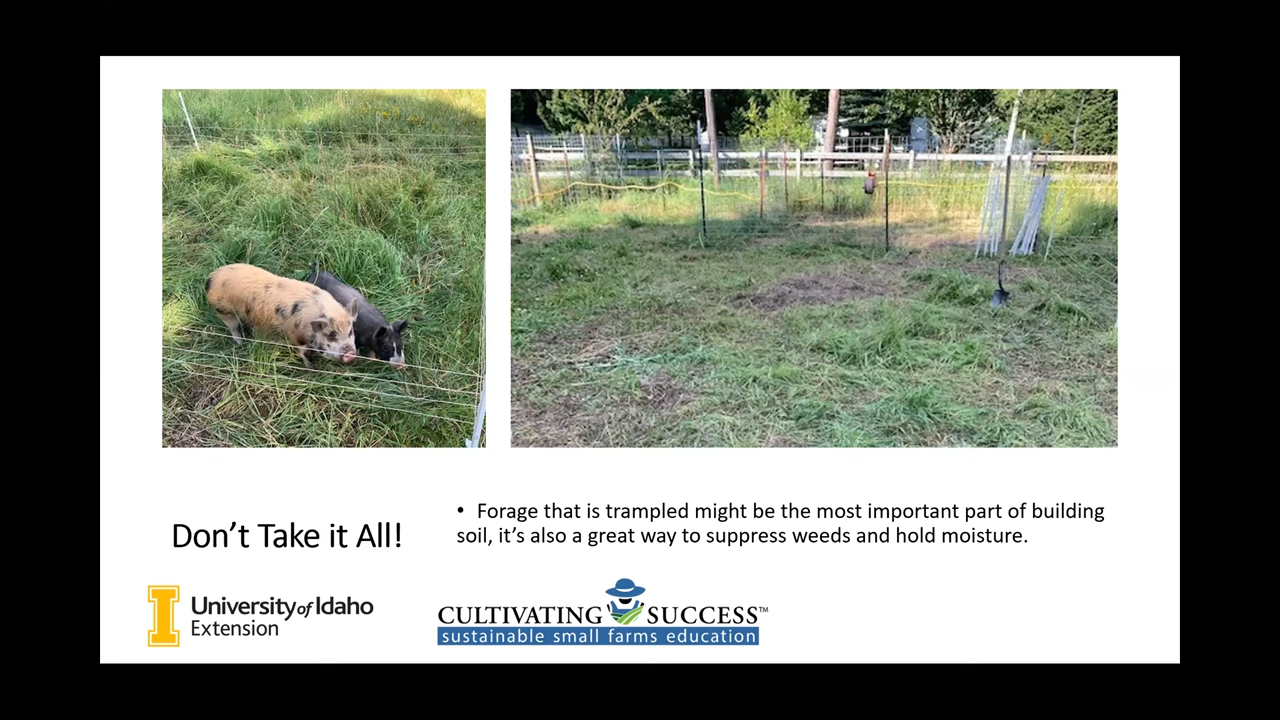 Don’t Take it All!
• Forage that is trampled might be the most important part of building
soil, it’s also a great way to suppress weeds and hold moisture.
I University of Idaho
Extension
CULTIVATING SUCCESS™
sustainable small farms education